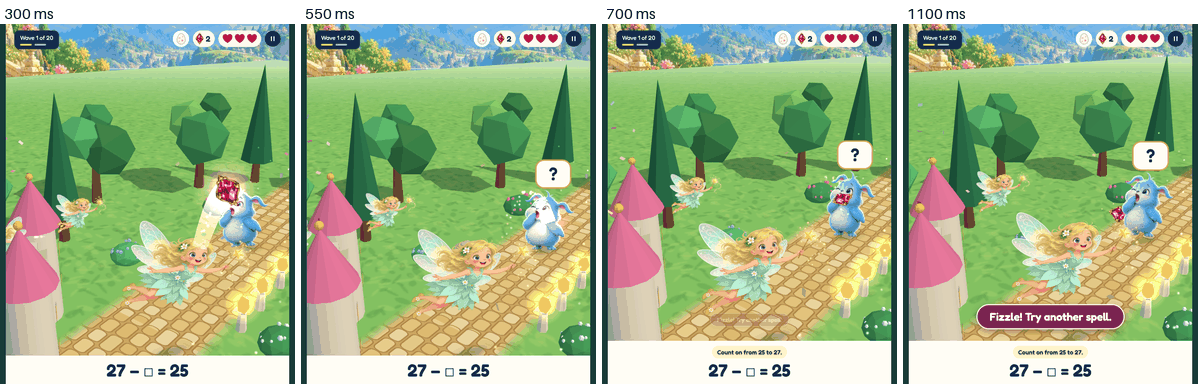 300 ms
Wave 1 of 20
2
27 – □ = 25
550 ms
Wave 1 of 20
2
?
27 – □ = 25
700 ms
Wave 1 of 20
2
?
Count on from 25 to 27.
27 – □ = 25
1100 ms
Wave 1 of 20
2
?
Fizzle! Try another spell.
Count on from 25 to 27.
27 – □ = 25